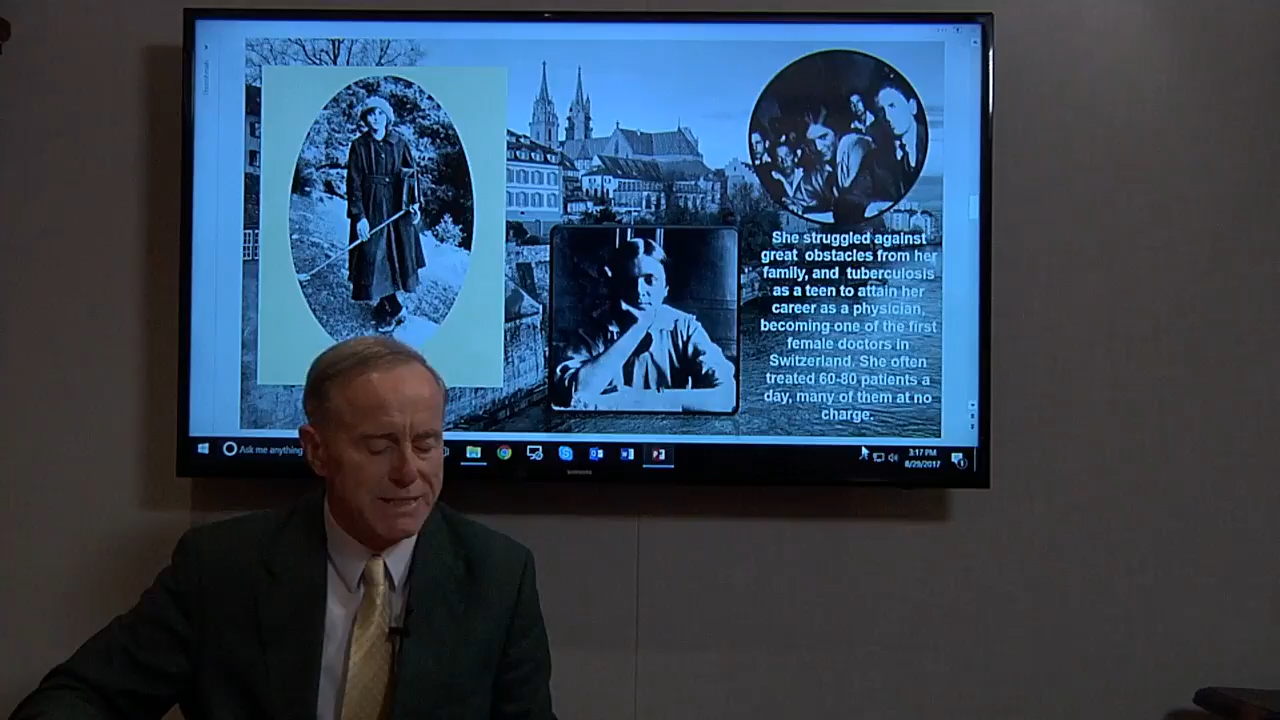 She struggled against
great obstacles from her
family, and tuberculosis
as a teen to attain her
career as a physician,
becoming one of the first
female doctors in
Switzerland. She often
treated 60-80 patients a
day, many of them at no
charge.
Ask me anything
3:17 PM
8/29/2017
SAMSUNG